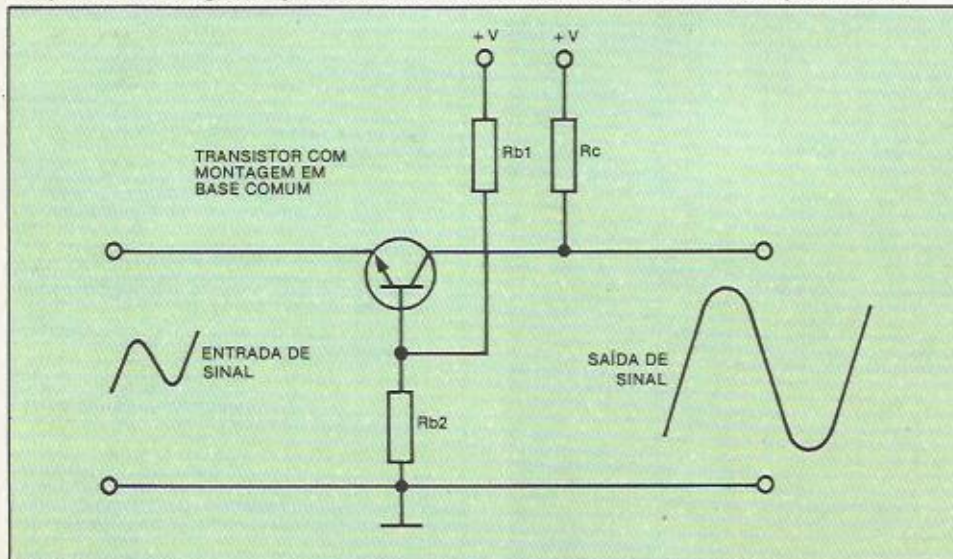 +V
+V
Rb1
Rc
TRANSISTOR COM
MONTAGEM EM
BASE COMUM
ENTRADA DE
SINAL
SAÍDA DE
SINAL
Rb2